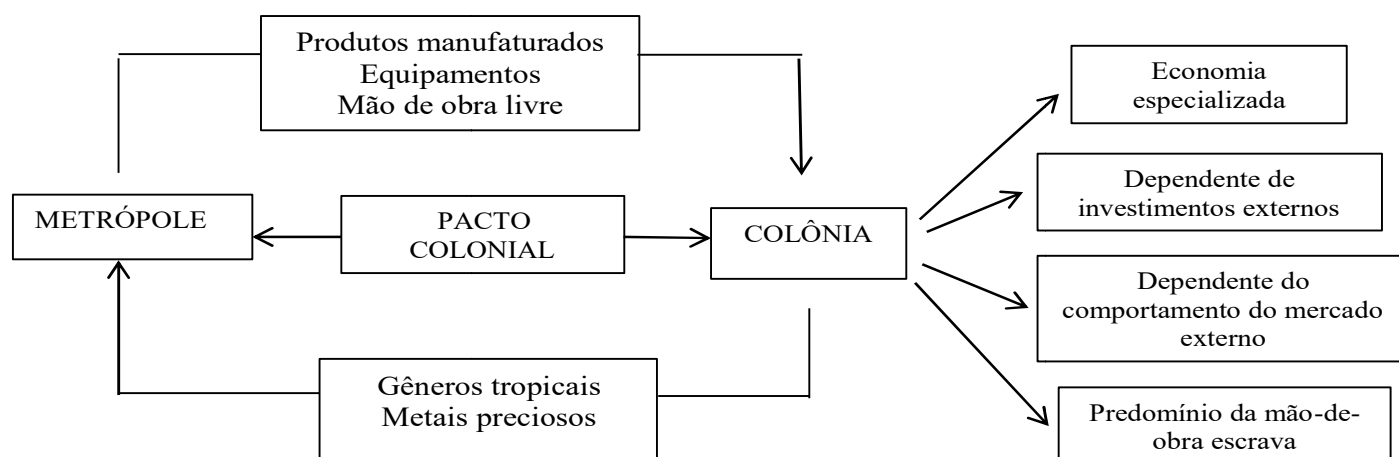 Produtos manufaturados
Equipamentos
Mão de obra livre
METRÓPOLE
PACTO
COLONIAL
COLÔNIA
Gêneros tropicais
Metais preciosos
Economia
especializada
Dependente de
investimentos externos
Dependente do
comportamento do mercado
externo
Predomínio da mão-de-
obra escrava